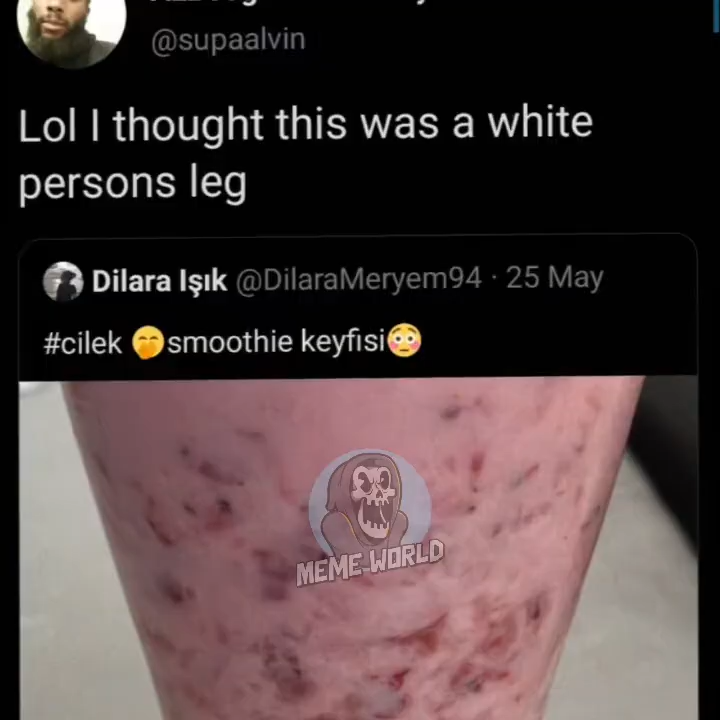 @supaalvin
Lol I thought this was a white
persons leg
Dilara Işık @DilaraMeryem94 · 25 May
#cilek 🤭smoothie keyfisi😳
MEME WORLD